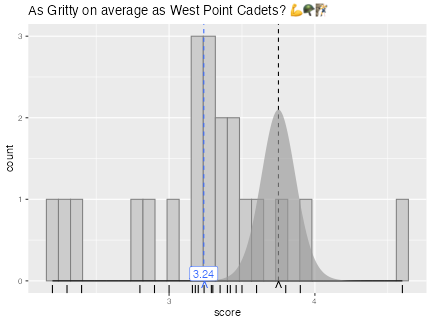 As Gritty on average as West Point Cadets? 💪🪖🧗
3
2
1
0
count
3.24
3
4
score